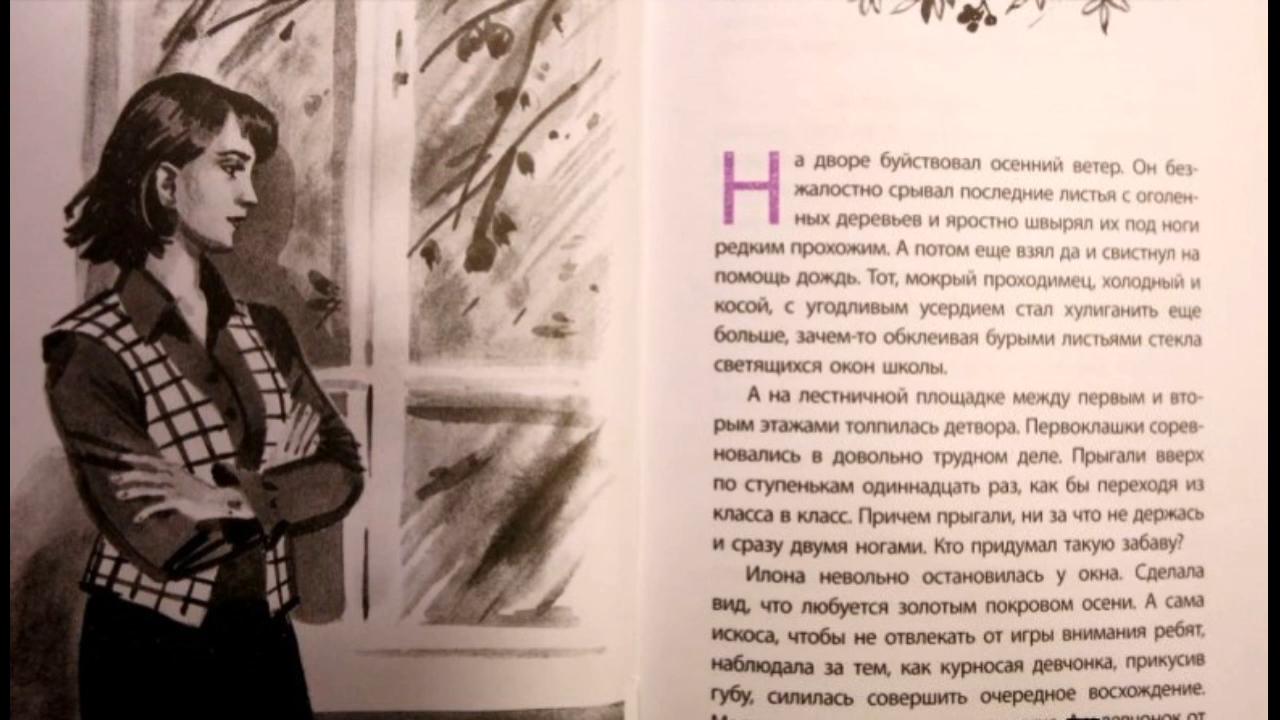 На дворе буйствовал осенний ветер. Он без-
жалостно срывал последние листья с оголен-
ных деревьев и яростно швырял их под ноги
редким прохожим. А потом еще взял да и свистнул на
помощь дождь. Тот, мокрый проходимец, холодный и
косой, с угодливым усердием стал хулиганить еще
больше, зачем-то обклеивая бурыми листьями стекла
светящихся окон школы.
А на лестничной площадке между первым и вто-
рым этажами толпилась детвора. Первоклашки сорев-
новались в довольно трудном деле. Прыгали вверх
по ступенькам одиннадцать раз, как бы переходя из
класса в класс. Причем прыгали, ни за что не держась
и сразу двумя ногами. Кто придумал такую забаву?
Илона невольно остановилась у окна. Сделала
вид, что любуется золотым покровом осени. А сама
искоса, чтобы не отвлекать от игры внимания ребят,
наблюдала за тем, как курносая девчонка, прикусив
губу, силилась совершить очередное восхождение.